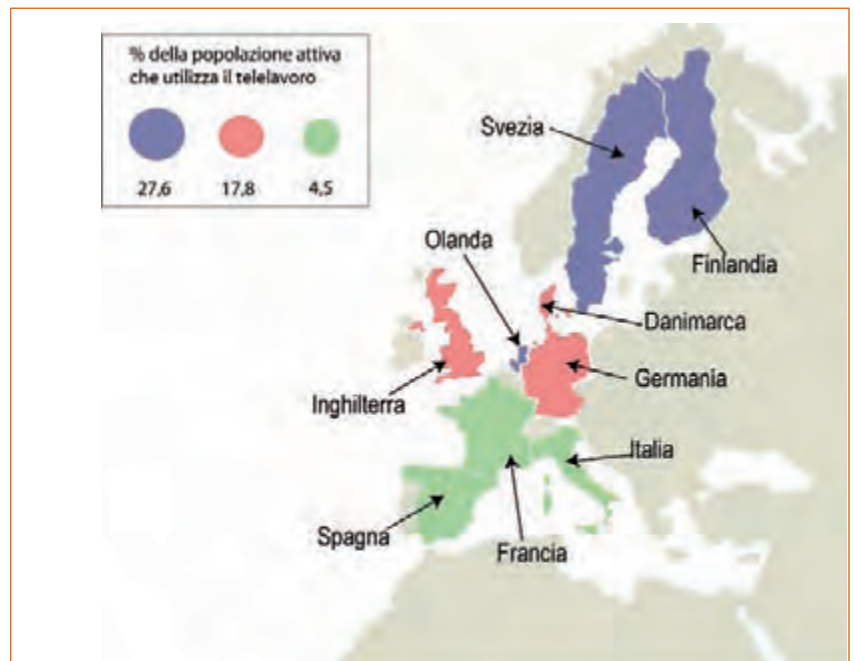 % della popolazione attiva
che utilizza il telelavoro
27,6 17,8 4,5
Svezia
Olanda
Finlandia
Danimarca
Germania
Inghilterra
Italia
Spagna
Francia